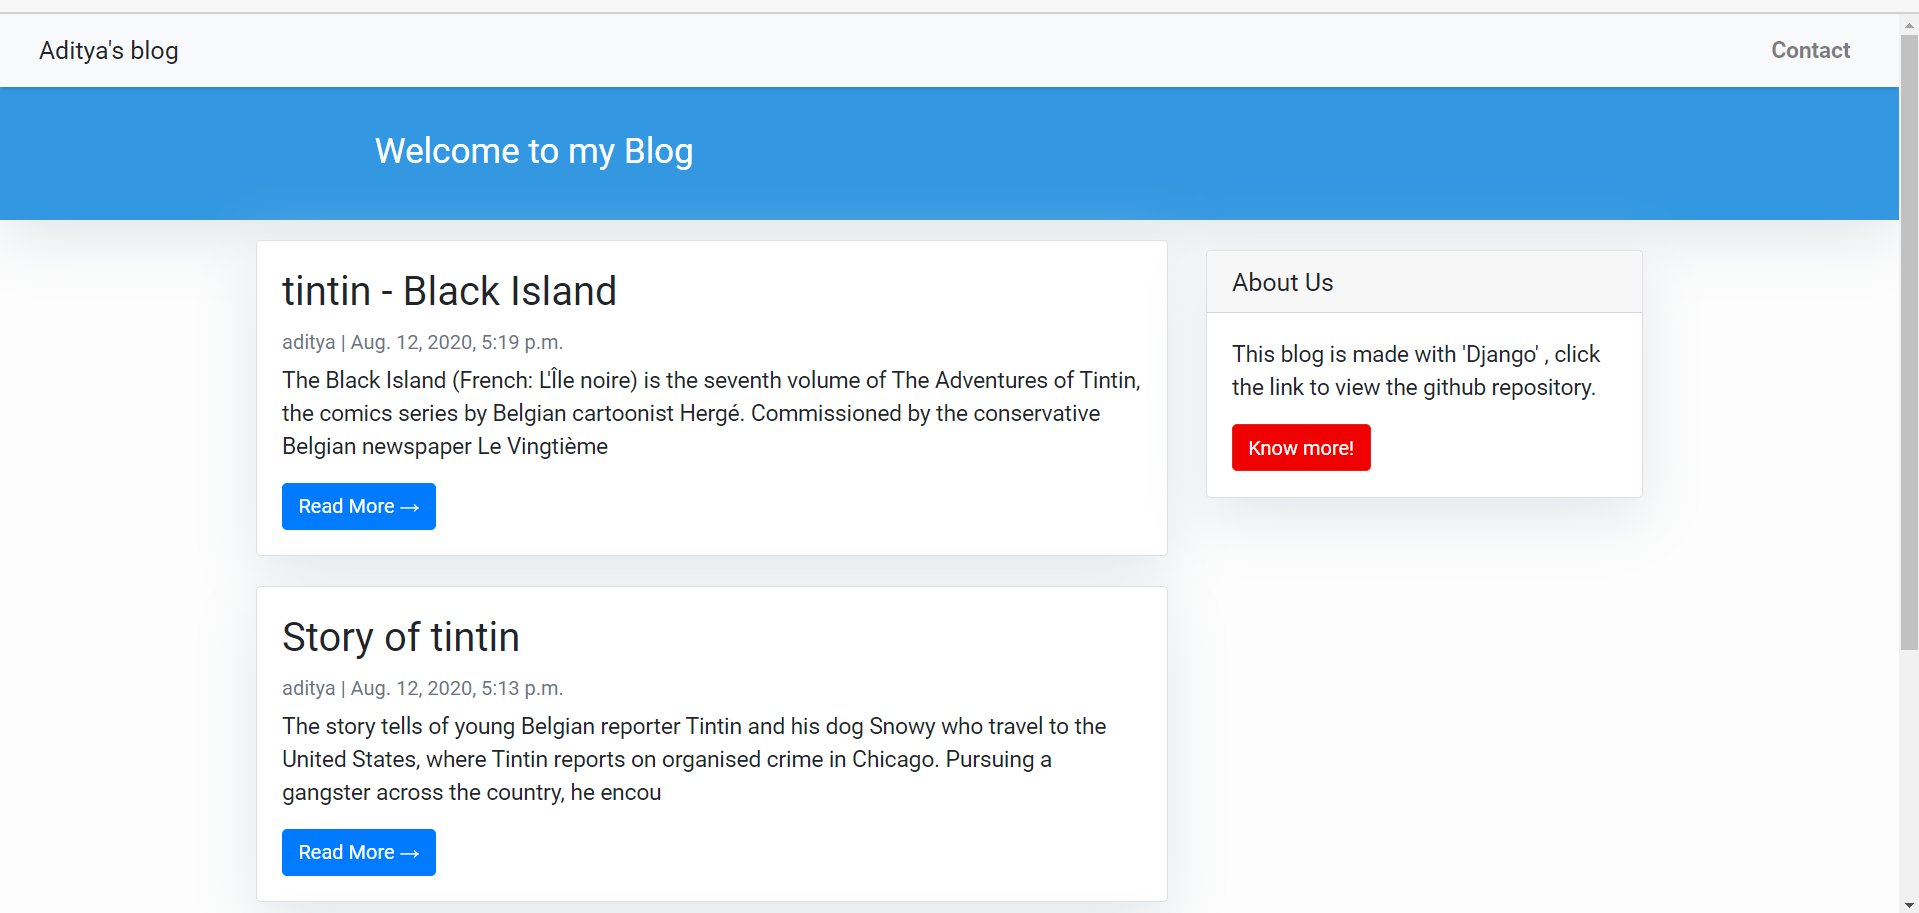 Aditya's blog
Contact
Welcome to my Blog
tintin - Black Island
aditya | Aug. 12, 2020, 5:19 p.m.
The Black Island (French: L'Île noire) is the seventh volume of The Adventures of Tintin,
the comics series by Belgian cartoonist Hergé. Commissioned by the conservative
Belgian newspaper Le Vingtième
Read More →
About Us
This blog is made with 'Django' , click
the link to view the github repository.
Know more!
Story of tintin
aditya | Aug. 12, 2020, 5:13 p.m.
The story tells of young Belgian reporter Tintin and his dog Snowy who travel to the
United States, where Tintin reports on organised crime in Chicago. Pursuing a
gangster across the country, he encou
Read More →